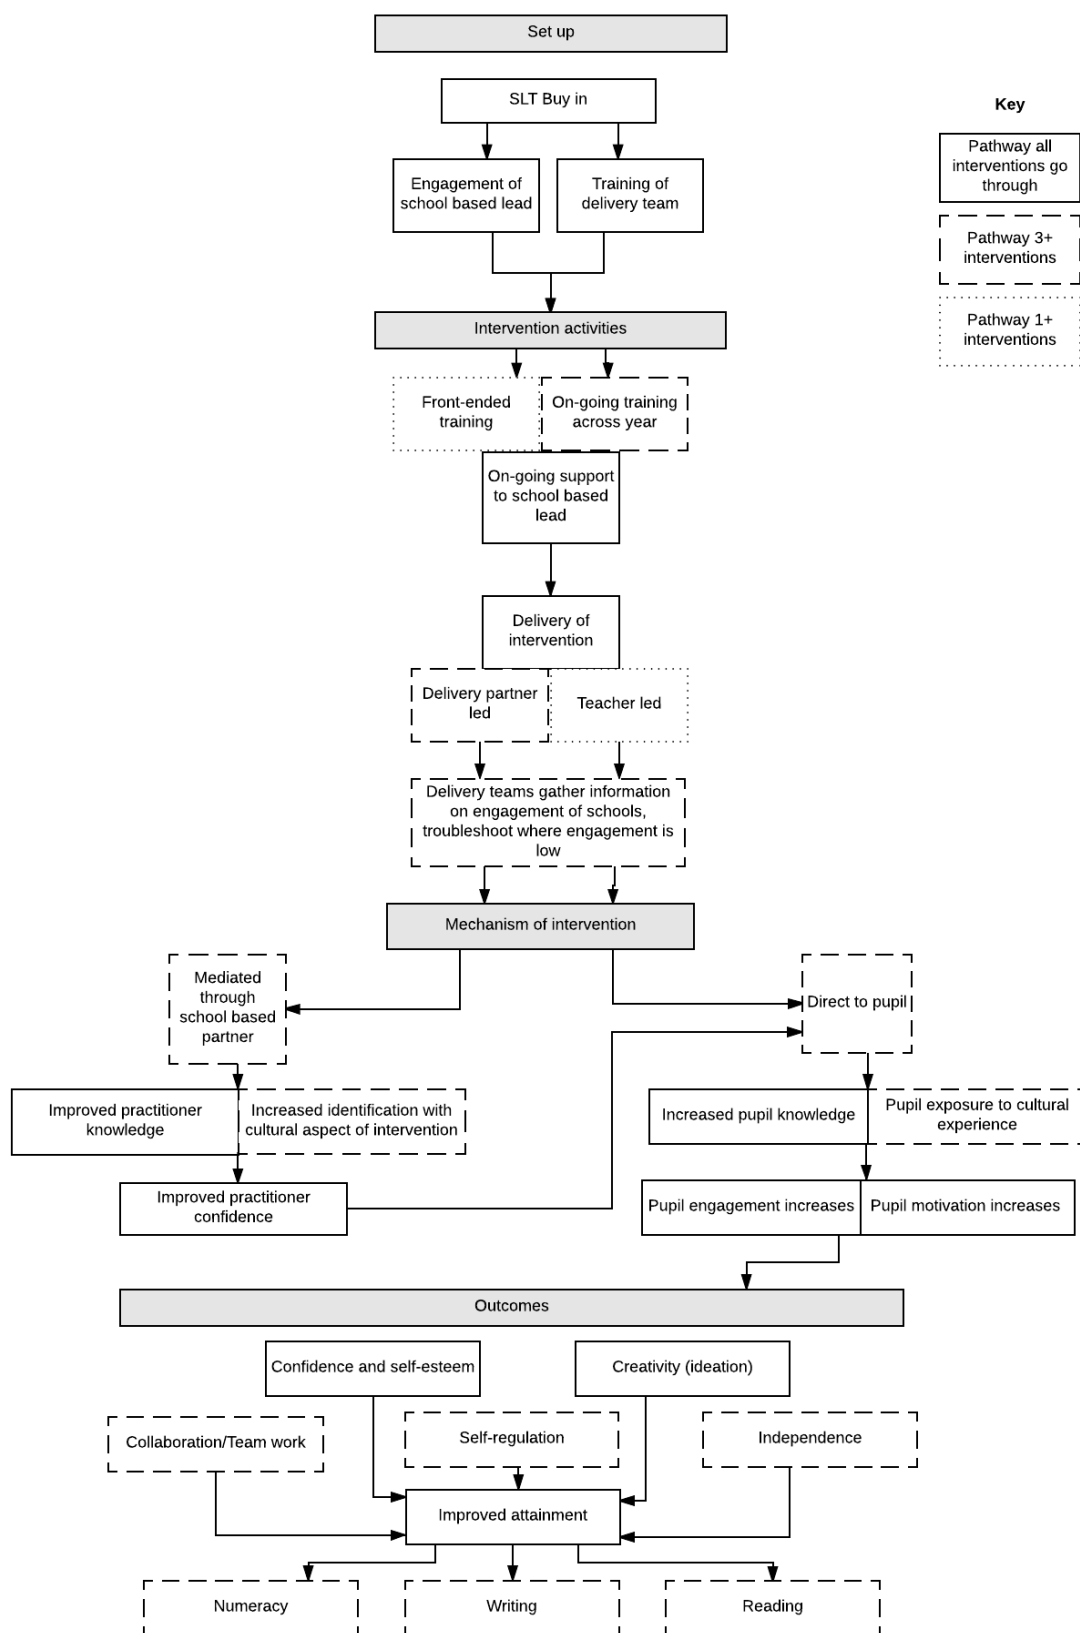 Set up
SLT Buy in
Key
Pathway all
interventions go
through
Engagement of
school based lead
Training of
delivery team
Pathway 3+
interventions
Pathway 1+
interventions
Intervention activities
Front-ended
training
On-going training
across year
On-going support
to school based
lead
Delivery of
intervention
Delivery partner
led
Teacher led
Delivery teams gather information
on engagement of schools,
troubleshoot where engagement is
low
Mechanism of intervention
Mediated
through
school based
partner
Direct to pupil
Improved practitioner
knowledge
Increased identification with
cultural aspect of intervention
Increased pupil knowledge
Pupil exposure to cultural
experience
Improved practitioner
confidence
Pupil engagement increases
Pupil motivation increases
Outcomes
Confidence and self-esteem
Creativity (ideation)
Collaboration/Team work
Self-regulation
Independence
Improved attainment
Numeracy
Writing
Reading